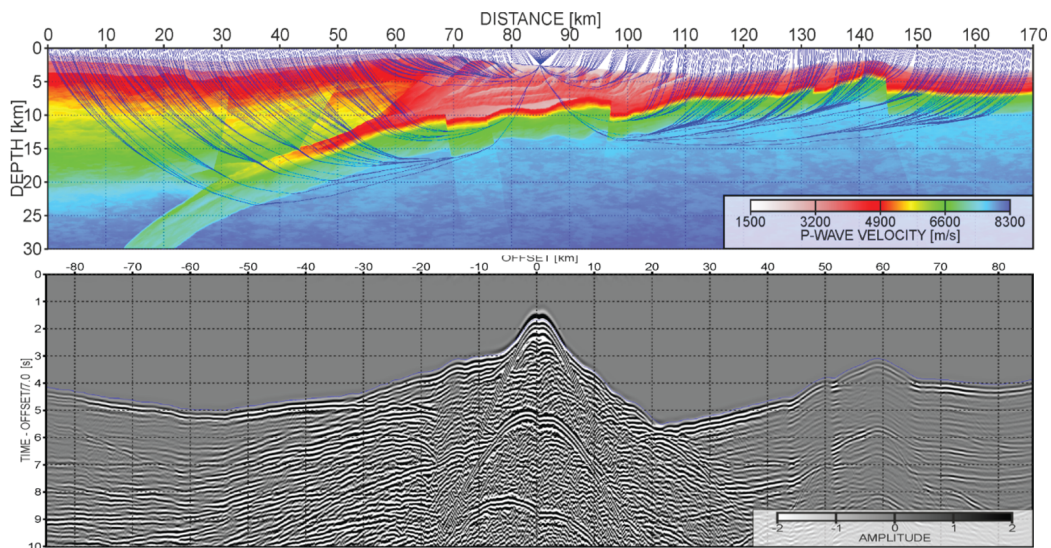 DISTANCE [km]
0 10 20 30 40 50 60 70 80 90 100 110 120 130 140 150 160 170
DEPTH [km]
0
5
10
15
20
25
30
1500 3200 4900 6600 8300
P-WAVE VELOCITY [m/s]
OFFSET [km]
-80 -70 -60 -50 -40 -30 -20 -10 0 10 20 30 40 50 60 70 80
TIME - OFFSET/7.0 [s]
0
1
2
3
4
5
6
7
8
9
10
-2 -1 0 1 2
AMPLITUDE